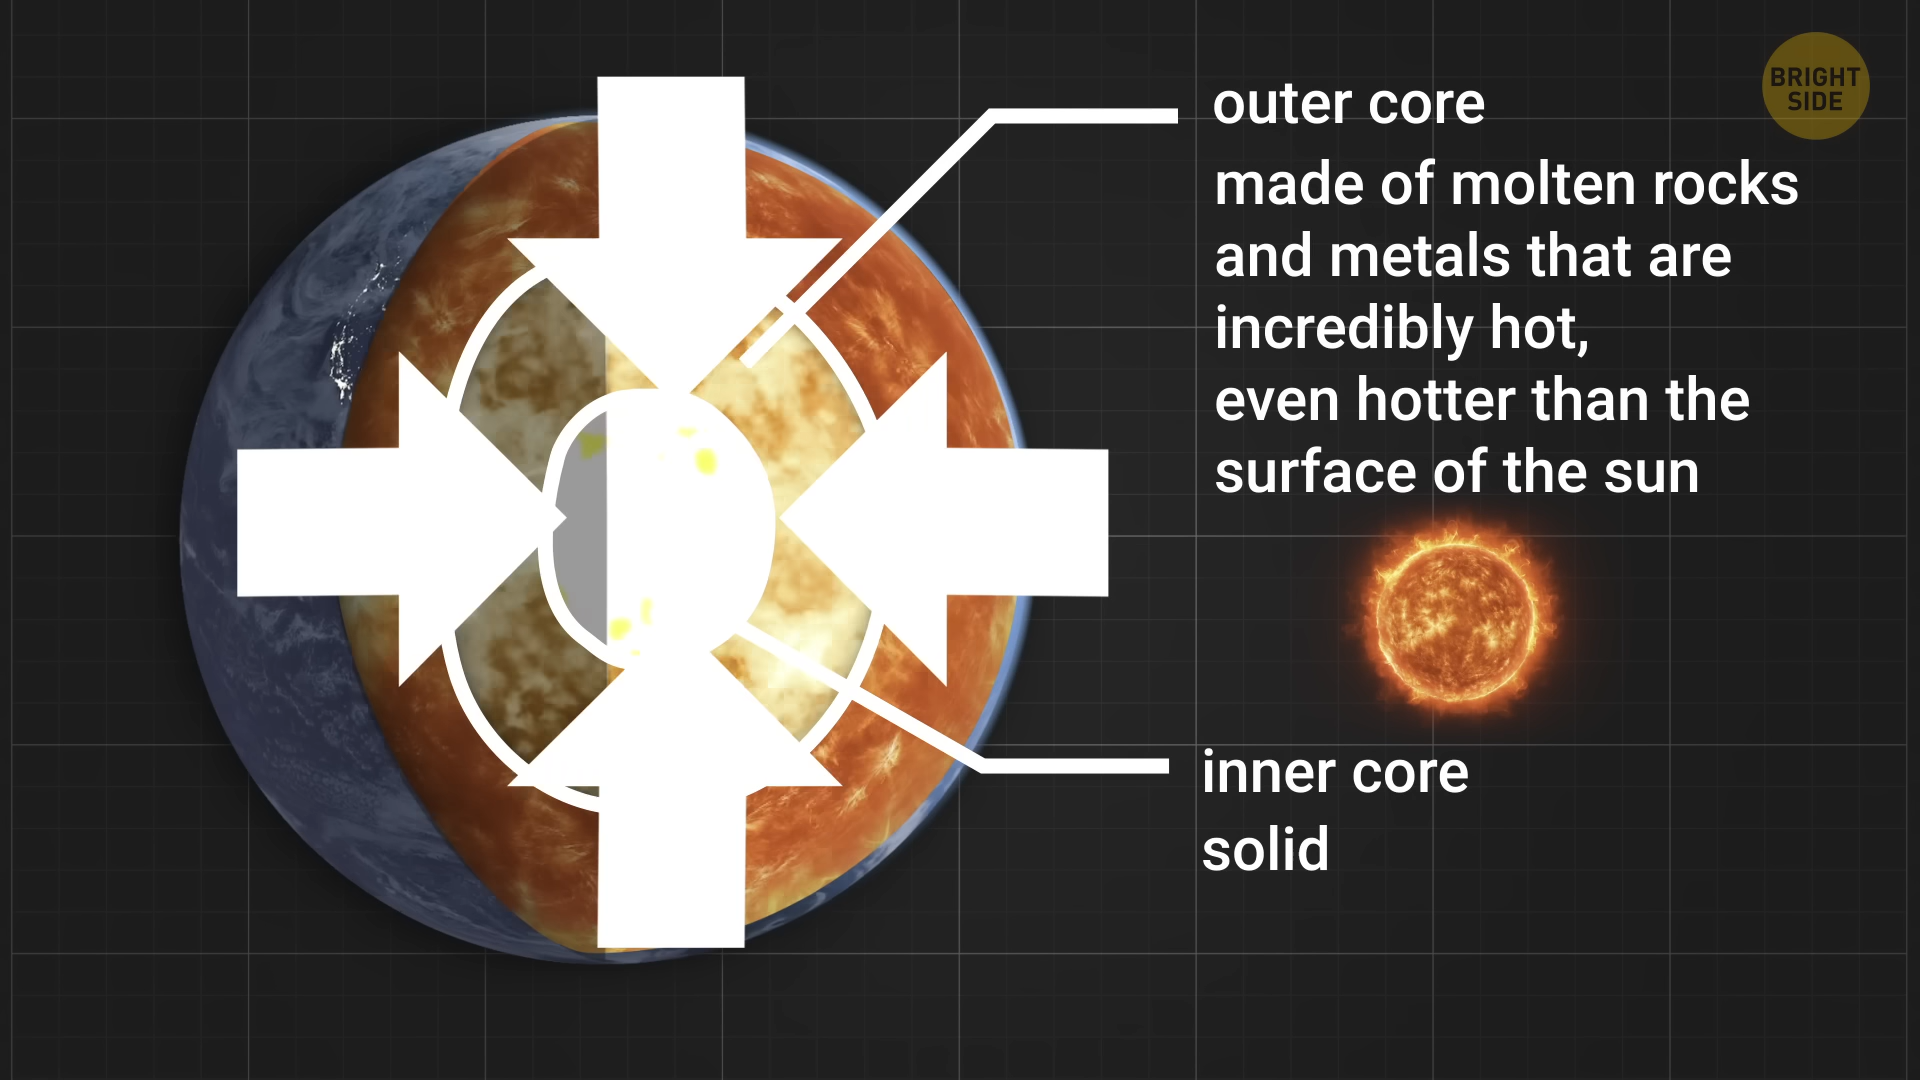 BRIGHT
SIDE
outer core
made of molten rocks
and metals that are
incredibly hot,
even hotter than the
surface of the sun
inner core
solid